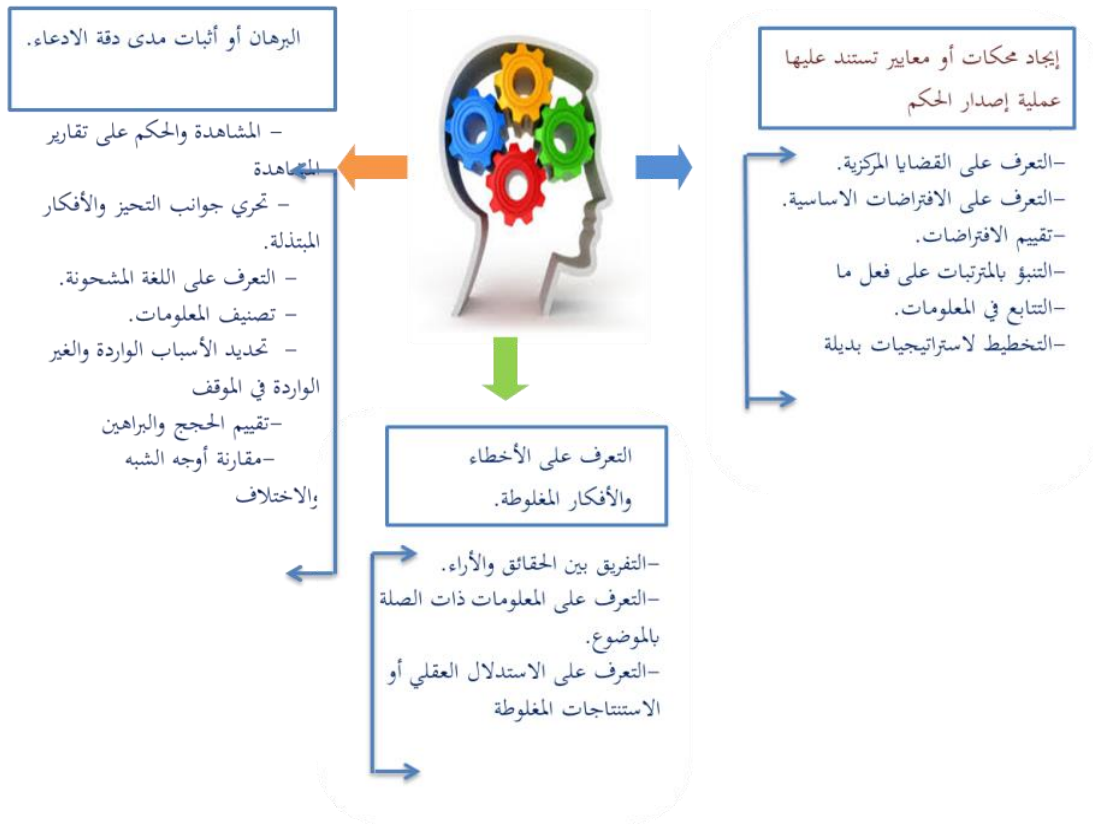 إيجاد محكات أو معايير تستند عليها
عملية إصدار الحكم
-التعرف على القضايا المركزية.
-التعرف على الافتراضات الاساسية.
-تقييم الافتراضات.
-التنبؤ بالمترتبات على فعل ما
-التتابع في المعلومات.
-التخطيط لاستراتيجيات بديلة
البرهان أو أثبات مدى دقة الادعاء.
- المشاهدة والحكم على تقارير
المشاهدة
- تحري جوانب التحيز والأفكار
المبتذلة.
- التعرف على اللغة المشحونة.
- تصنيف المعلومات.
- تحديد الأسباب الواردة والغير
الواردة في الموقف
-تقييم الحجج والبراهين
-مقارنة أوجه الشبه
والاختلاف
التعرف على الأخطاء
والأفكار المغلوطة.
-التفريق بين الحقائق والأراء.
-التعرف على المعلومات ذات الصلة
بالموضوع.
-التعرف على الاستدلال العقلي أو
الاستنتاجات المغلوطة